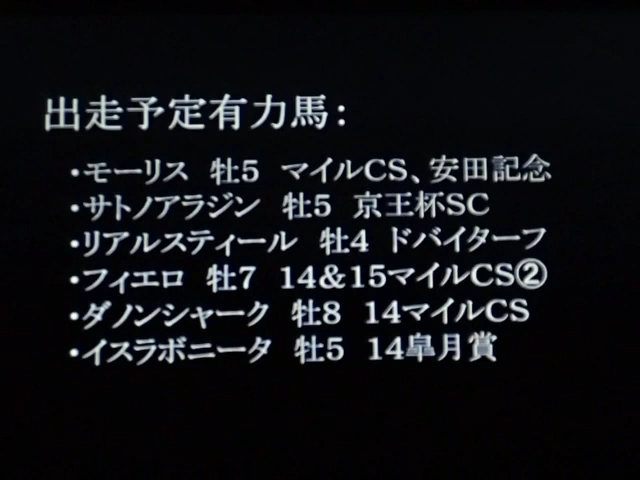 出走予定有力馬:
・モーリス 牡5 マイルCS、安田記念
・サトノアラジン 牡5 京王杯SC
・リアルスティール 牡4 ドバイターフ
・フィエロ 牡7 14&15マイルCS②
・ダノンシャーク 牡8 14マイルCS
・イスラボニータ 牡5 14皐月賞